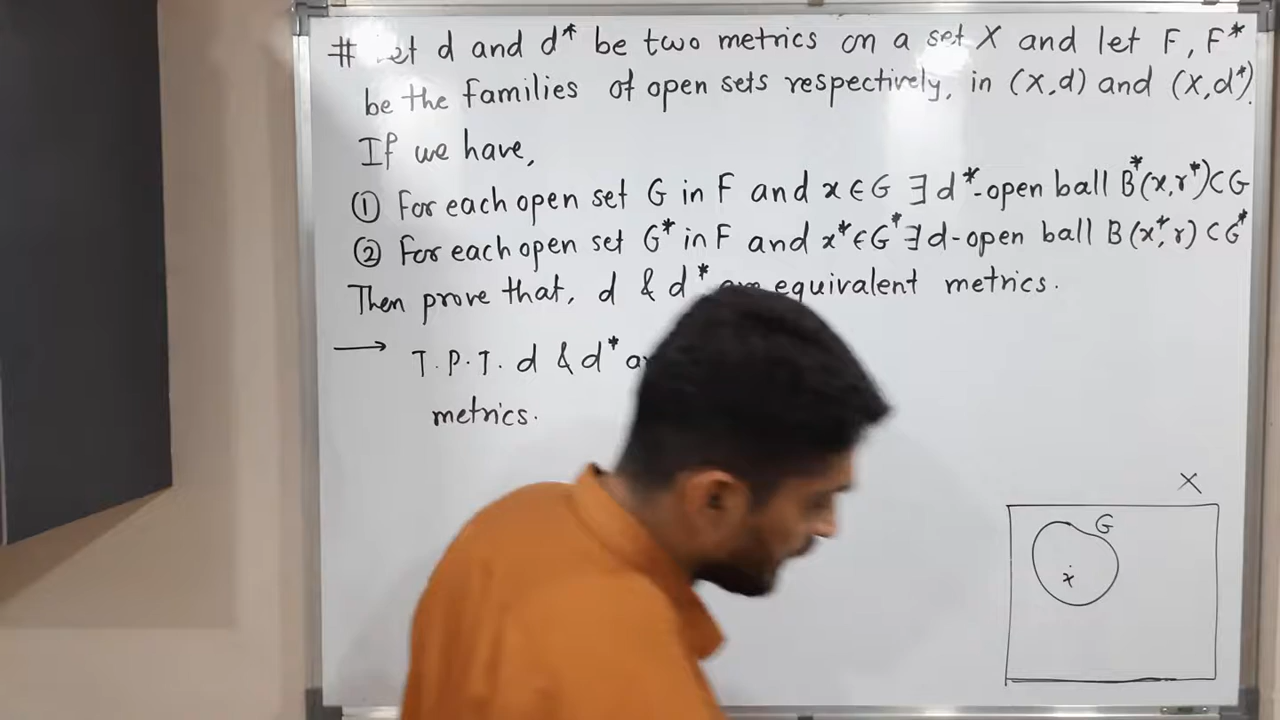 # Let d and d* be two metrics on a set X and let F, F*
be the families of open sets respectively, in (X,d) and (X,d*).
If we have,
① For each open set G in F and x ∈ G ∃ d*-open ball B*(x,r*)⊂G
② For each open set G* in F and x* ∈ G* ∃ d-open ball B(x*,r) ⊂ G*
Then prove that, d & d* are equivalent metrics.
→ T.P.T. d & d*
metrics.
X
G
x